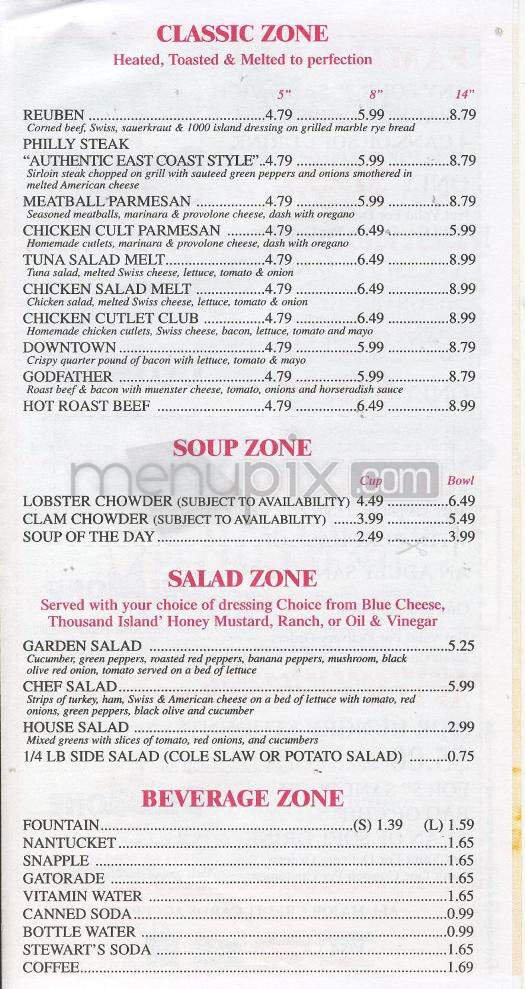 CLASSIC ZONE
Heated, Toasted & Melted to perfection
5" 8" 14"
REUBEN ..........4.79 ..........5.99 ..........8.79
Corned beef, Swiss, sauerkraut & 1000 island dressing on grilled marble rye bread
PHILLY STEAK
"AUTHENTIC EAST COAST STYLE"..4.79 ..........5.99 ..........8.79
Sirloin steak chopped on grill with sauteed green peppers and onions smothered in
melted American cheese
MEATBALL PARMESAN ..........4.79 ..........5.99 ..........8.79
Seasoned meatballs, marinara & provolone cheese, dash with oregano
CHICKEN CULT PARMESAN ..........4.79 ..........6.49 ..........5.99
Homemade cutlets, marinara & provolone cheese, dash with oregano
TUNA SALAD MELT..........4.79 ..........6.49 ..........8.99
Tuna salad, melted Swiss cheese, lettuce, tomato & onion
CHICKEN SALAD MELT ..........4.79 ..........6.49 ..........8.99
Chicken salad, melted Swiss cheese, lettuce, tomato & onion
CHICKEN CUTLET CLUB ..........4.79 ..........6.49 ..........8.99
Homemade chicken cutlets, Swiss cheese, bacon, lettuce, tomato and mayo
DOWNTOWN..........4.79 ..........5.99 ..........8.79
Crispy quarter pound of bacon with lettuce, tomato & mayo
GODFATHER ..........4.79 ..........5.99 ..........8.79
Roast beef & bacon with muenster cheese, tomato, onions and horseradish sauce
HOT ROAST BEEF ..........4.79 ..........6.49 ..........8.99
SOUP ZONE
menupix.com
Cup Bowl
LOBSTER CHOWDER (SUBJECT TO AVAILABILITY) 4.49 ..........6.49
CLAM CHOWDER (SUBJECT TO AVAILABILITY) ......3.99 ..........5.49
SOUP OF THE DAY..........2.49 ..........3.99
SALAD ZONE
Served with your choice of dressing Choice from Blue Cheese,
Thousand Island' Honey Mustard, Ranch, or Oil & Vinegar
GARDEN SALAD ..........5.25
Cucumber, green peppers, roasted red peppers, banana peppers, mushroom, black
olive red onion, tomato served on a bed of lettuce
CHEF SALAD..........5.99
Strips of turkey, ham, Swiss & American cheese on a bed of lettuce with tomato, red
onions, green peppers, black olive and cucumber
HOUSE SALAD ..........2.99
Mixed greens with slices of tomato, red onions, and cucumbers
1/4 LB SIDE SALAD (COLE SLAW OR POTATO SALAD) .........0.75
BEVERAGE ZONE
FOUNTAIN..........(S) 1.39 (L) 1.59
NANTUCKET..........1.65
SNAPPLE ..........1.65
GATORADE ..........1.65
VITAMIN WATER ..........1.65
CANNED SODA..........0.99
BOTTLE WATER ..........0.99
STEWART'S SODA ..........1.65
COFFEE..........1.69